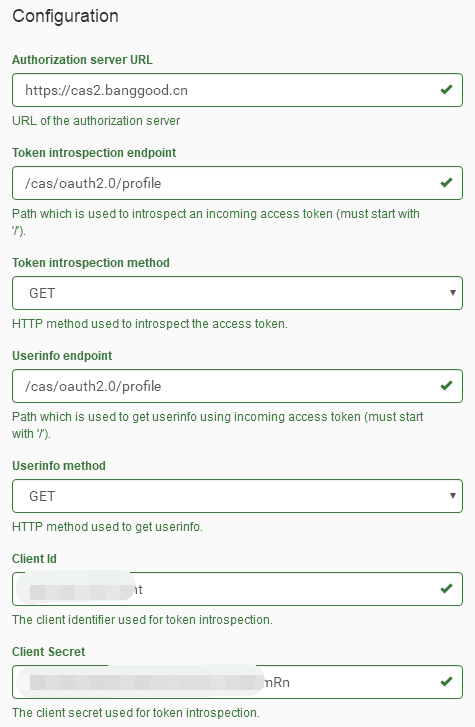 Configuration
Authorization server URL
https://cas2.banggood.cn
URL of the authorization server
Token introspection endpoint
/cas/oauth2.0/profile
Path which is used to introspect an incoming access token (must start with
'/').
Token introspection method
GET
HTTP method used to introspect the access token.
Userinfo endpoint
/cas/oauth2.0/profile
Path which is used to get userinfo using incoming access token (must start
with '/').
Userinfo method
GET
HTTP method used to get userinfo.
Client Id
nt
The client identifier used for token introspection.
Client Secret
mRn
The client secret used for token introspection.